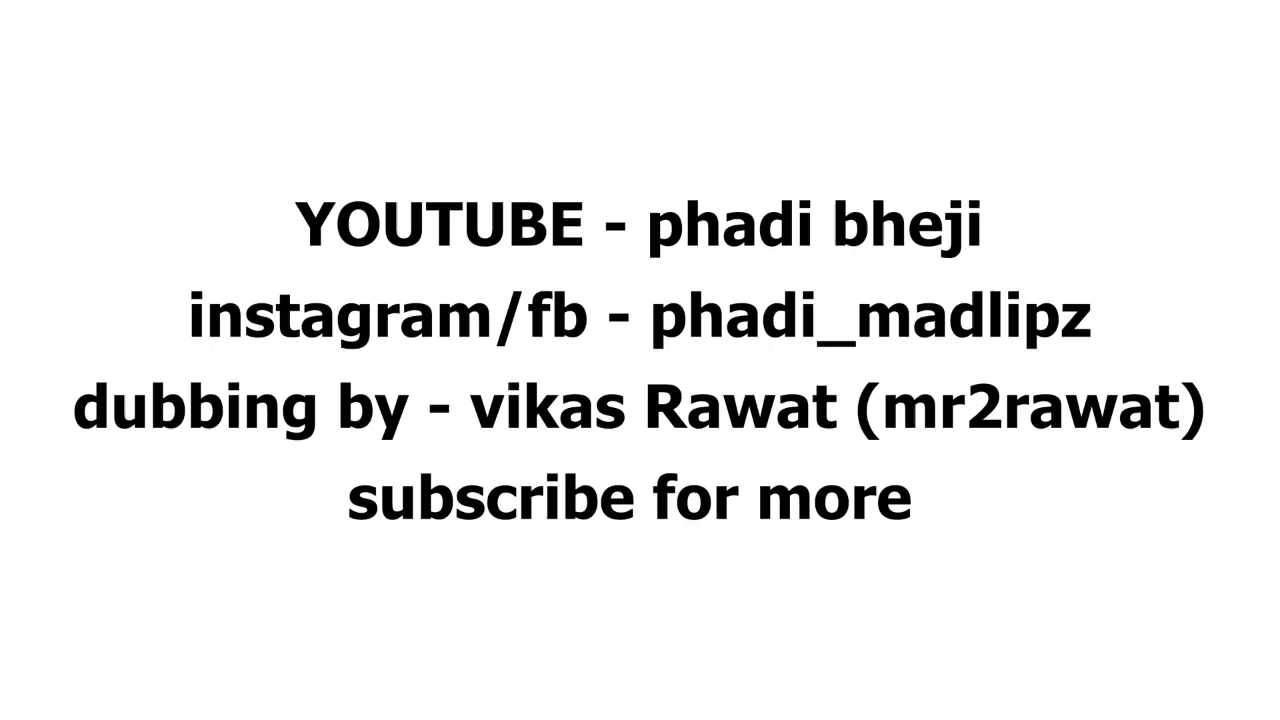 YOUTUBE - phadi bheji
instagram/fb - phadi_madlipz
dubbing by - vikas Rawat (mr2rawat)
subscribe for more